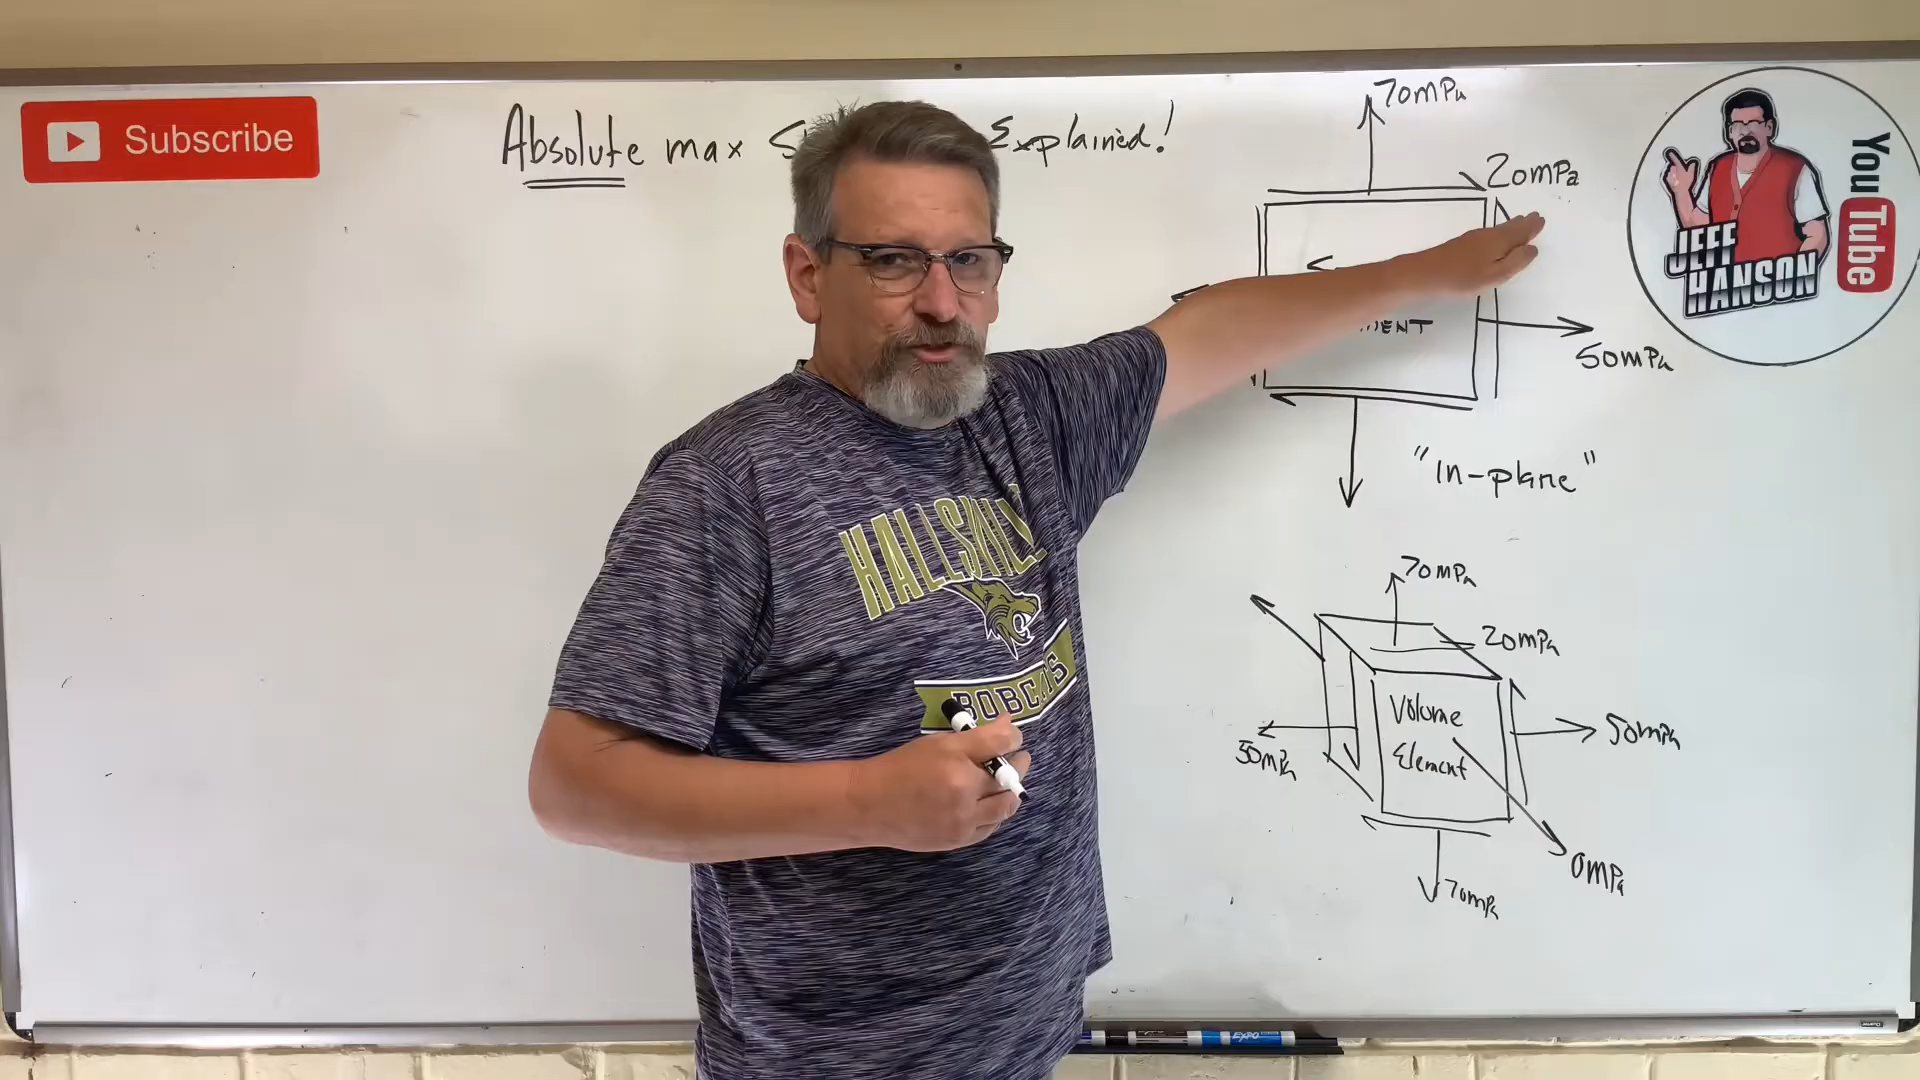 Subscribe
Absolute max Explained!
70MPa
20MPa
50MPa
"in-plane"
70MPa
20MPa
Volume
Element
50MPa
50MPa
0MPa
70MPa
JEFF
HANSON
YouTube
HALLSVILLE
BOBCATS
EXPO